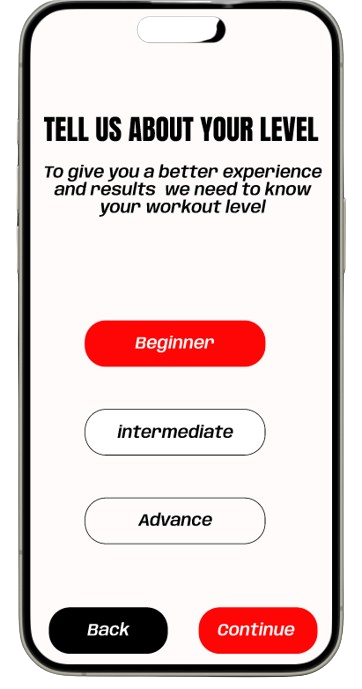 TELL US ABOUT YOUR LEVEL
To give you a better experience
and results  we need to know
your workout level
Beginner
intermediate
Advance
Back
Continue